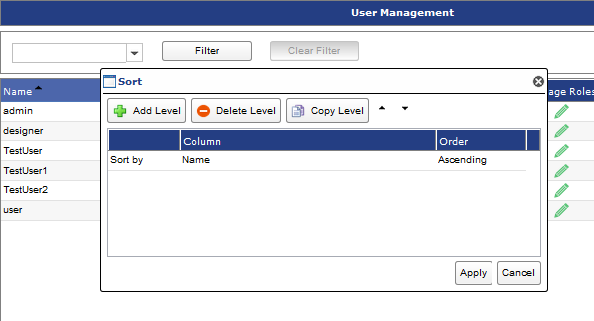 User Management
Filter Clear Filter
Sort
Name age Roles
Add Level Delete Level Copy Level
admin
designer
Column Order
TestUser
Sort by Name Ascending
TestUser1
TestUser2
user
Apply Cancel